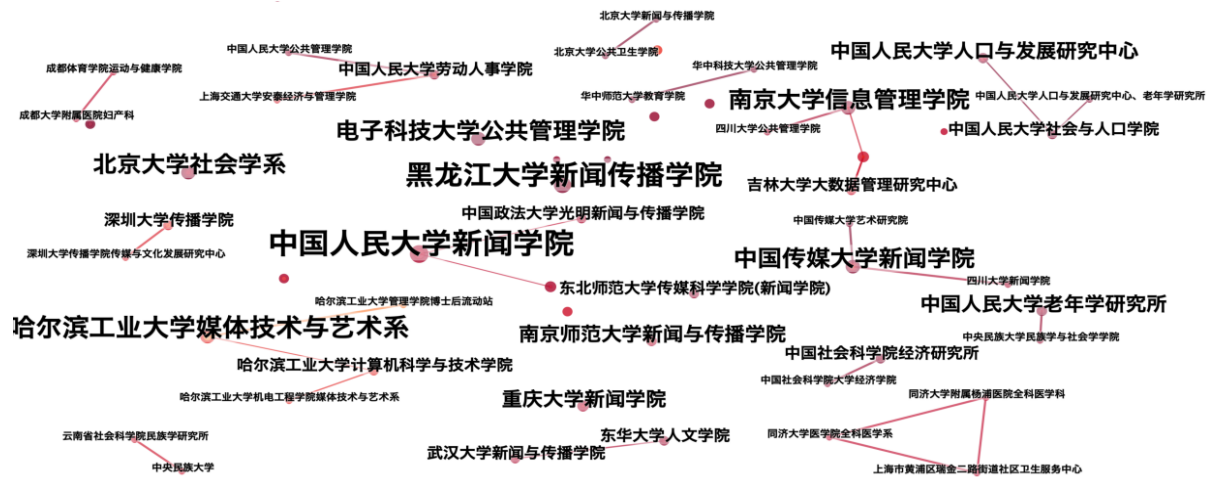 北京大学新闻与传播学院
中国人民大学公共管理学院
北京大学公共卫生学院
中国人民大学人口与发展研究中心
成都体育学院运动与健康学院
中国人民大学劳动人事学院
华中科技大学公共管理学院
上海交通大学安泰经济与管理学院
华中师范大学教育学院
南京大学信息管理学院
中国人民大学人口与发展研究中心、老年学研究所
成都大学附属医院妇产科
电子科技大学公共管理学院
四川大学公共管理学院
中国人民大学社会与人口学院
北京大学社会学系
黑龙江大学新闻传播学院
吉林大学大数据管理研究中心
深圳大学传播学院
中国政法大学光明新闻与传播学院
中国传媒大学艺术研究院
中国人民大学新闻学院
深圳大学传播学院传媒与文化发展研究中心
中国传媒大学新闻学院
四川大学新闻学院
东北师范大学传媒科学学院(新闻学院)
哈尔滨工业大学管理学院博士后流动站
中国人民大学老年学研究所
哈尔滨工业大学媒体技术与艺术系
南京师范大学新闻与传播学院
中央民族大学民族学与社会学学院
中国社会科学院经济研究所
哈尔滨工业大学计算机科学与技术学院
中国社会科学院大学经济学院
同济大学附属杨浦医院全科医学科
哈尔滨工业大学机电工程学院媒体技术与艺术系
重庆大学新闻学院
云南省社会科学院民族学研究所
东华大学人文学院
同济大学医学院全科医学系
武汉大学新闻与传播学院
中央民族大学
上海市黄浦区瑞金二路街道社区卫生服务中心